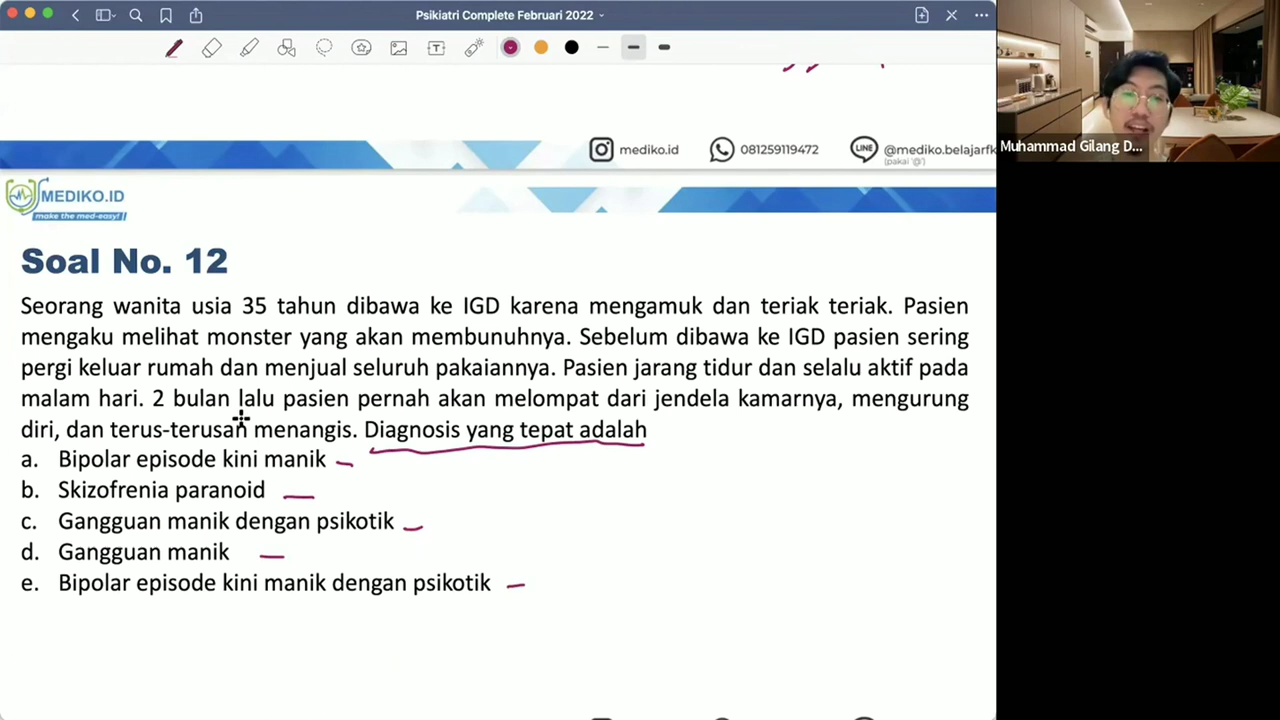 Psikiatri Complete Februari 2022
mediko.id
081259119472
@mediko.belajarfk
(pakai '@')
Muhammad Gilang D...
MEDIKO.ID
make the med-easy! ||
Soal No. 12
Seorang wanita usia 35 tahun dibawa ke IGD karena mengamuk dan teriak teriak. Pasien
mengaku melihat monster yang akan membunuhnya. Sebelum dibawa ke IGD pasien sering
pergi keluar rumah dan menjual seluruh pakaiannya. Pasien jarang tidur dan selalu aktif pada
malam hari. 2 bulan lalu pasien pernah akan melompat dari jendela kamarnya, mengurung
diri, dan terus-terusan menangis. Diagnosis yang tepat adalah
a. Bipolar episode kini manik
b. Skizofrenia paranoid
c. Gangguan manik dengan psikotik
d. Gangguan manik
e. Bipolar episode kini manik dengan psikotik